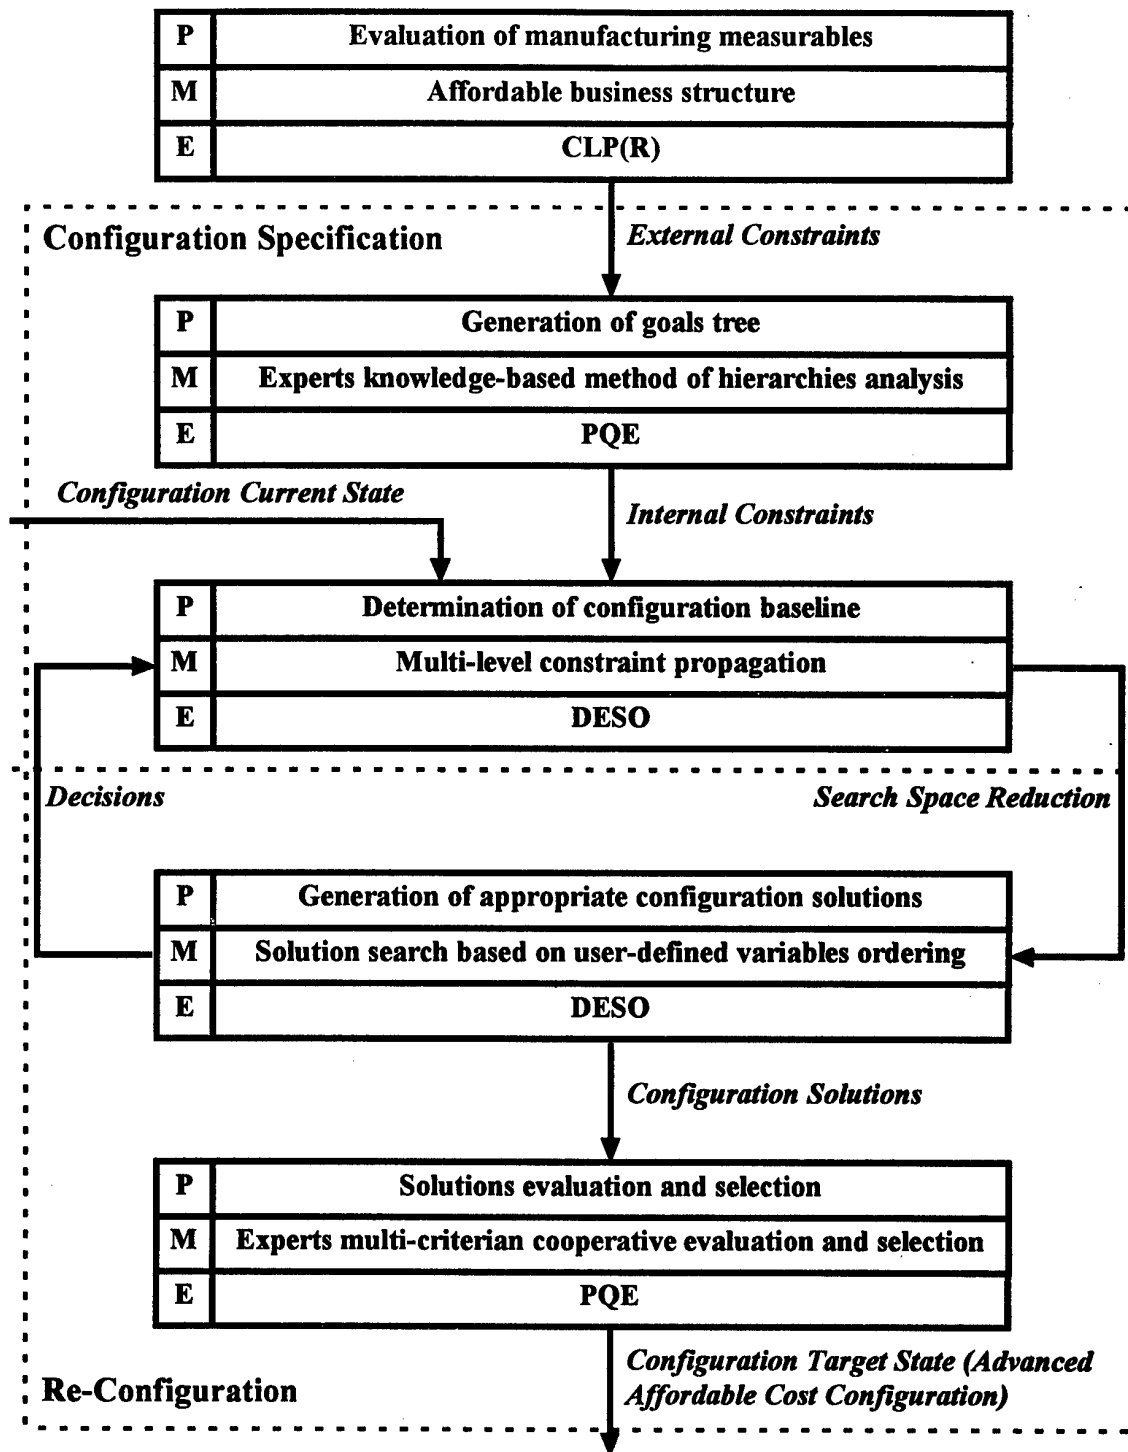 P Evaluation of manufacturing measurables
M Affordable business structure
E CLP(R)
Configuration Specification
External Constraints
P Generation of goals tree
M Experts knowledge-based method of hierarchies analysis
E PQE
Configuration Current State
Internal Constraints
P Determination of configuration baseline
M Multi-level constraint propagation
E DESO
Decisions
Search Space Reduction
P Generation of appropriate configuration solutions
M Solution search based on user-defined variables ordering
E DESO
Configuration Solutions
P Solutions evaluation and selection
M Experts multi-criterian cooperative evaluation and selection
E PQE
Configuration Target State (Advanced
Affordable Cost Configuration)
Re-Configuration